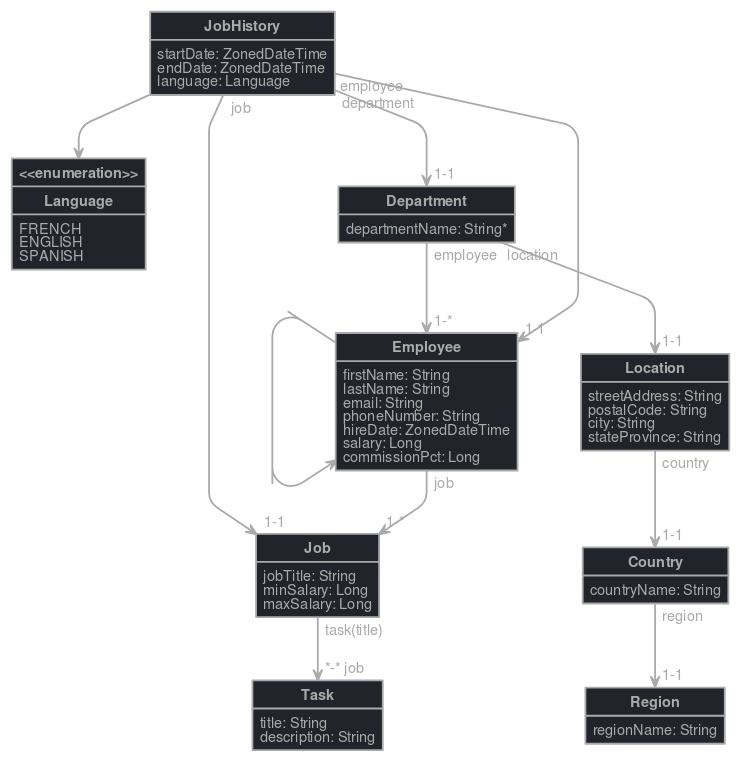 JobHistory
startDate: ZonedDateTime
endDate: ZonedDateTime
language: Language
employee
department
job
<<enumeration>>
Language
FRENCH
ENGLISH
SPANISH
1-1
Department
departmentName: String*
employee
location
1-*
1-1
1-1
Employee
firstName: String
lastName: String
email: String
phoneNumber: String
hireDate: ZonedDateTime
salary: Long
commissionPct: Long
Location
streetAddress: String
postalCode: String
city: String
stateProvince: String
country
job
1-1
1-*
1-1
Job
jobTitle: String
minSalary: Long
maxSalary: Long
Country
countryName: String
region
task(title)
*-* job
1-1
Task
title: String
description: String
Region
regionName: String